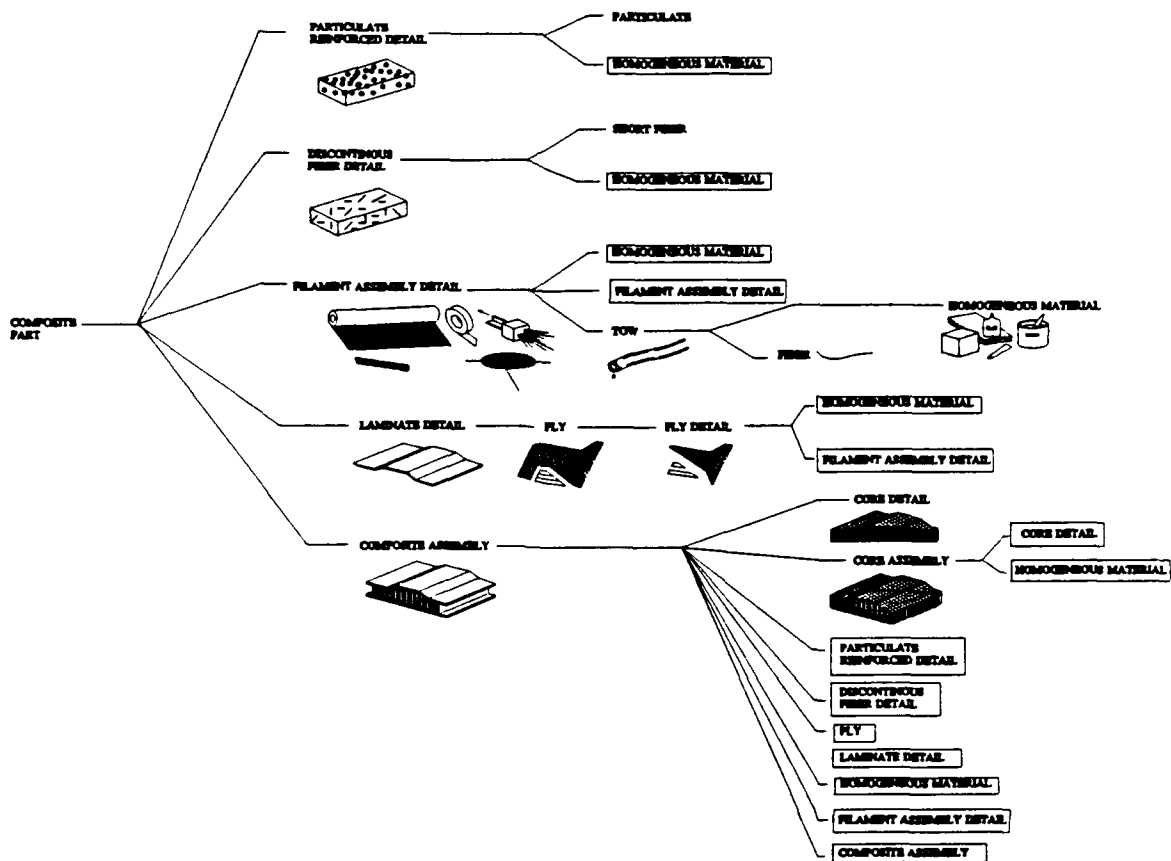 PARTICULATE
REINFORCED DETAIL
PARTICULATE
HOMOGENEOUS MATERIAL
DISCONTINOUS
FIBER DETAIL
SHORT FIBER
HOMOGENEOUS MATERIAL
COMPOSITE
PART
FILAMENT ASSEMBLY DETAIL
HOMOGENEOUS MATERIAL
FILAMENT ASSEMBLY DETAIL
TOW
HOMOGENEOUS MATERIAL
FIBER
LAMINATE DETAIL
PLY
PLY DETAIL
HOMOGENEOUS MATERIAL
FILAMENT ASSEMBLY DETAIL
COMPOSITE ASSEMBLY
CORE DETAIL
CORE ASSEMBLY
CORE DETAIL
HOMOGENEOUS MATERIAL
PARTICULATE
REINFORCED DETAIL
DISCONTINOUS
FIBER DETAIL
PLY
LAMINATE DETAIL
HOMOGENEOUS MATERIAL
FILAMENT ASSEMBLY DETAIL
COMPOSITE ASSEMBLY